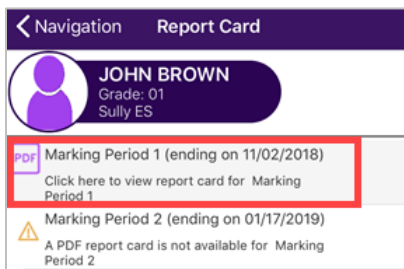 Navigation Report Card
JOHN BROWN
Grade: 01
Sully ES
PDF Marking Period 1 (ending on 11/02/2018)
Click here to view report card for Marking
Period 1
Marking Period 2 (ending on 01/17/2019)
A PDF report card is not available for Marking
Period 2